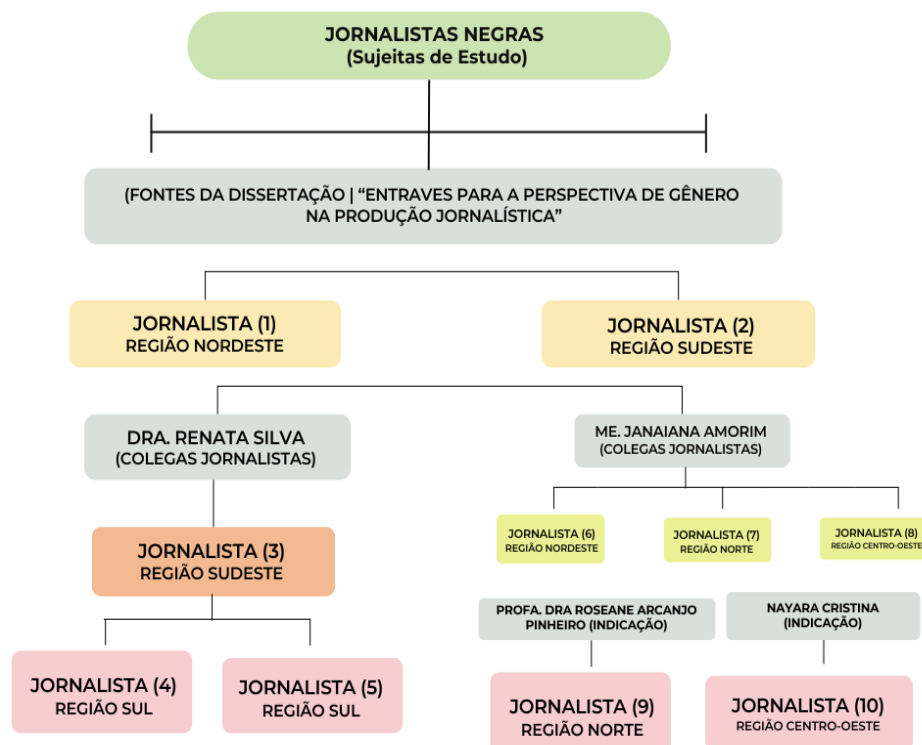 JORNALISTAS NEGRAS
(Sujeitas de Estudo)
(FONTES DA DISSERTAÇÃO | “ENTRAVES PARA A PERSPECTIVA DE GÊNERO
NA PRODUÇÃO JORNALÍSTICA”
JORNALISTA (1)
REGIÃO NORDESTE
JORNALISTA (2)
REGIÃO SUDESTE
DRA. RENATA SILVA
(COLEGAS JORNALISTAS)
ME. JANAIANA AMORIM
(COLEGAS JORNALISTAS)
JORNALISTA (3)
REGIÃO SUDESTE
JORNALISTA (6)
REGIÃO NORDESTE
JORNALISTA (7)
REGIÃO NORTE
JORNALISTA (8)
REGIÃO CENTRO-OESTE
PROFA. DRA ROSEANE ARCANJO
PINHEIRO (INDICAÇÃO)
NAYARA CRISTINA
(INDICAÇÃO)
JORNALISTA (4)
REGIÃO SUL
JORNALISTA (5)
REGIÃO SUL
JORNALISTA (9)
REGIÃO NORTE
JORNALISTA (10)
REGIÃO CENTRO-OESTE